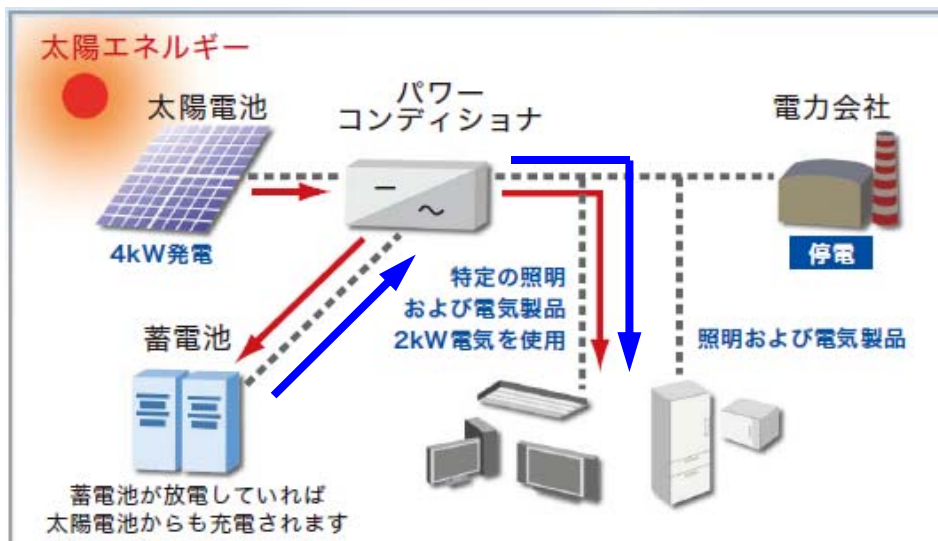 太陽エネルギー
太陽電池
パワー
コンディショナ
電力会社
4kW発電
停電
特定の照明
および電気製品
2kW電気を使用
照明および電気製品
蓄電池
蓄電池が放電していれば
太陽電池からも充電されます